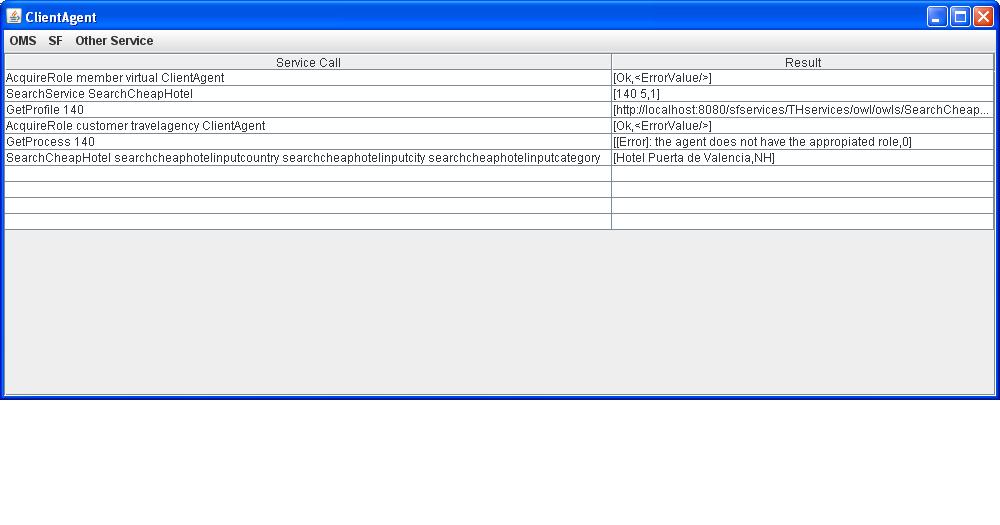 ClientAgent
OMS SF Other Service
Service Call Result
AcquireRole member virtual ClientAgent [Ok,<ErrorValue/>]
SearchService SearchCheapHotel [140 5,1]
GetProfile 140 [http://localhost:8080/sfservices/THservices/owl/owls/SearchCheap...
AcquireRole customer travelagency ClientAgent [Ok,<ErrorValue/>]
GetProcess 140 [[Error]: the agent does not have the appropiated role,0]
SearchCheapHotel searchcheaphotelinputcountry searchcheaphotelinputcity searchcheaphotelinputcategory [Hotel Puerta de Valencia,NH]